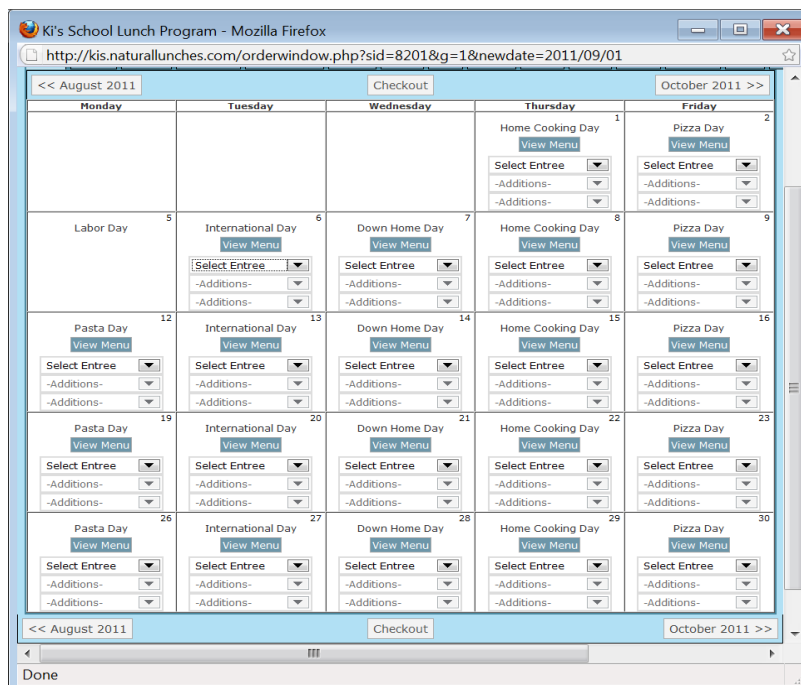 Ki's School Lunch Program - Mozilla Firefox
http://kis.naturallunches.com/orderwindow.php?sid=8201&g=1&newdate=2011/09/01
<< August 2011 Checkout October 2011 >>
Monday Tuesday Wednesday Thursday Friday
1 2
Home Cooking Day Pizza Day
View Menu View Menu
Select Entree Select Entree
-Additions- -Additions-
-Additions- -Additions-
5 6 7 8 9
Labor Day International Day Down Home Day Home Cooking Day Pizza Day
View Menu View Menu View Menu View Menu
Select Entree Select Entree Select Entree Select Entree
-Additions- -Additions- -Additions- -Additions-
-Additions- -Additions- -Additions- -Additions-
12 13 14 15 16
Pasta Day International Day Down Home Day Home Cooking Day Pizza Day
View Menu View Menu View Menu View Menu View Menu
Select Entree Select Entree Select Entree Select Entree Select Entree
-Additions- -Additions- -Additions- -Additions- -Additions-
-Additions- -Additions- -Additions- -Additions- -Additions-
19 20 21 22 23
Pasta Day International Day Down Home Day Home Cooking Day Pizza Day
View Menu View Menu View Menu View Menu View Menu
Select Entree Select Entree Select Entree Select Entree Select Entree
-Additions- -Additions- -Additions- -Additions- -Additions-
-Additions- -Additions- -Additions- -Additions- -Additions-
26 27 28 29 30
Pasta Day International Day Down Home Day Home Cooking Day Pizza Day
View Menu View Menu View Menu View Menu View Menu
Select Entree Select Entree Select Entree Select Entree Select Entree
-Additions- -Additions- -Additions- -Additions- -Additions-
-Additions- -Additions- -Additions- -Additions- -Additions-
<< August 2011 Checkout October 2011 >>
Done